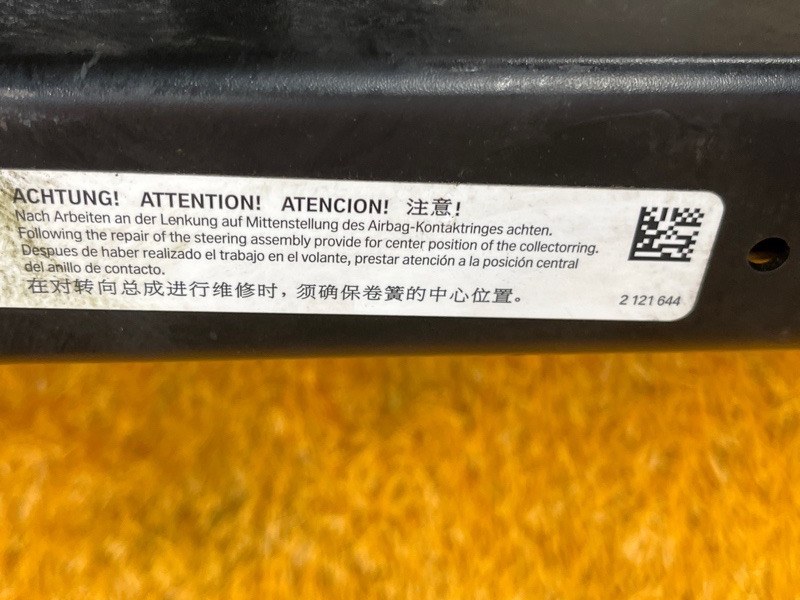 ACHTUNG! ATTENTION! ATENCION! 注意!
Nach Arbeiten an der Lenkung auf Mittenstellung des Airbag-Kontaktringes achten.
Following the repair of the steering assembly provide for center position of the collectorring.
Despues de haber realizado el trabajo en el volante, prestar atención a la posición central
del anillo de contacto.
在对转向总成进行维修时，须确保卷簧的中心位置。
2 121 644